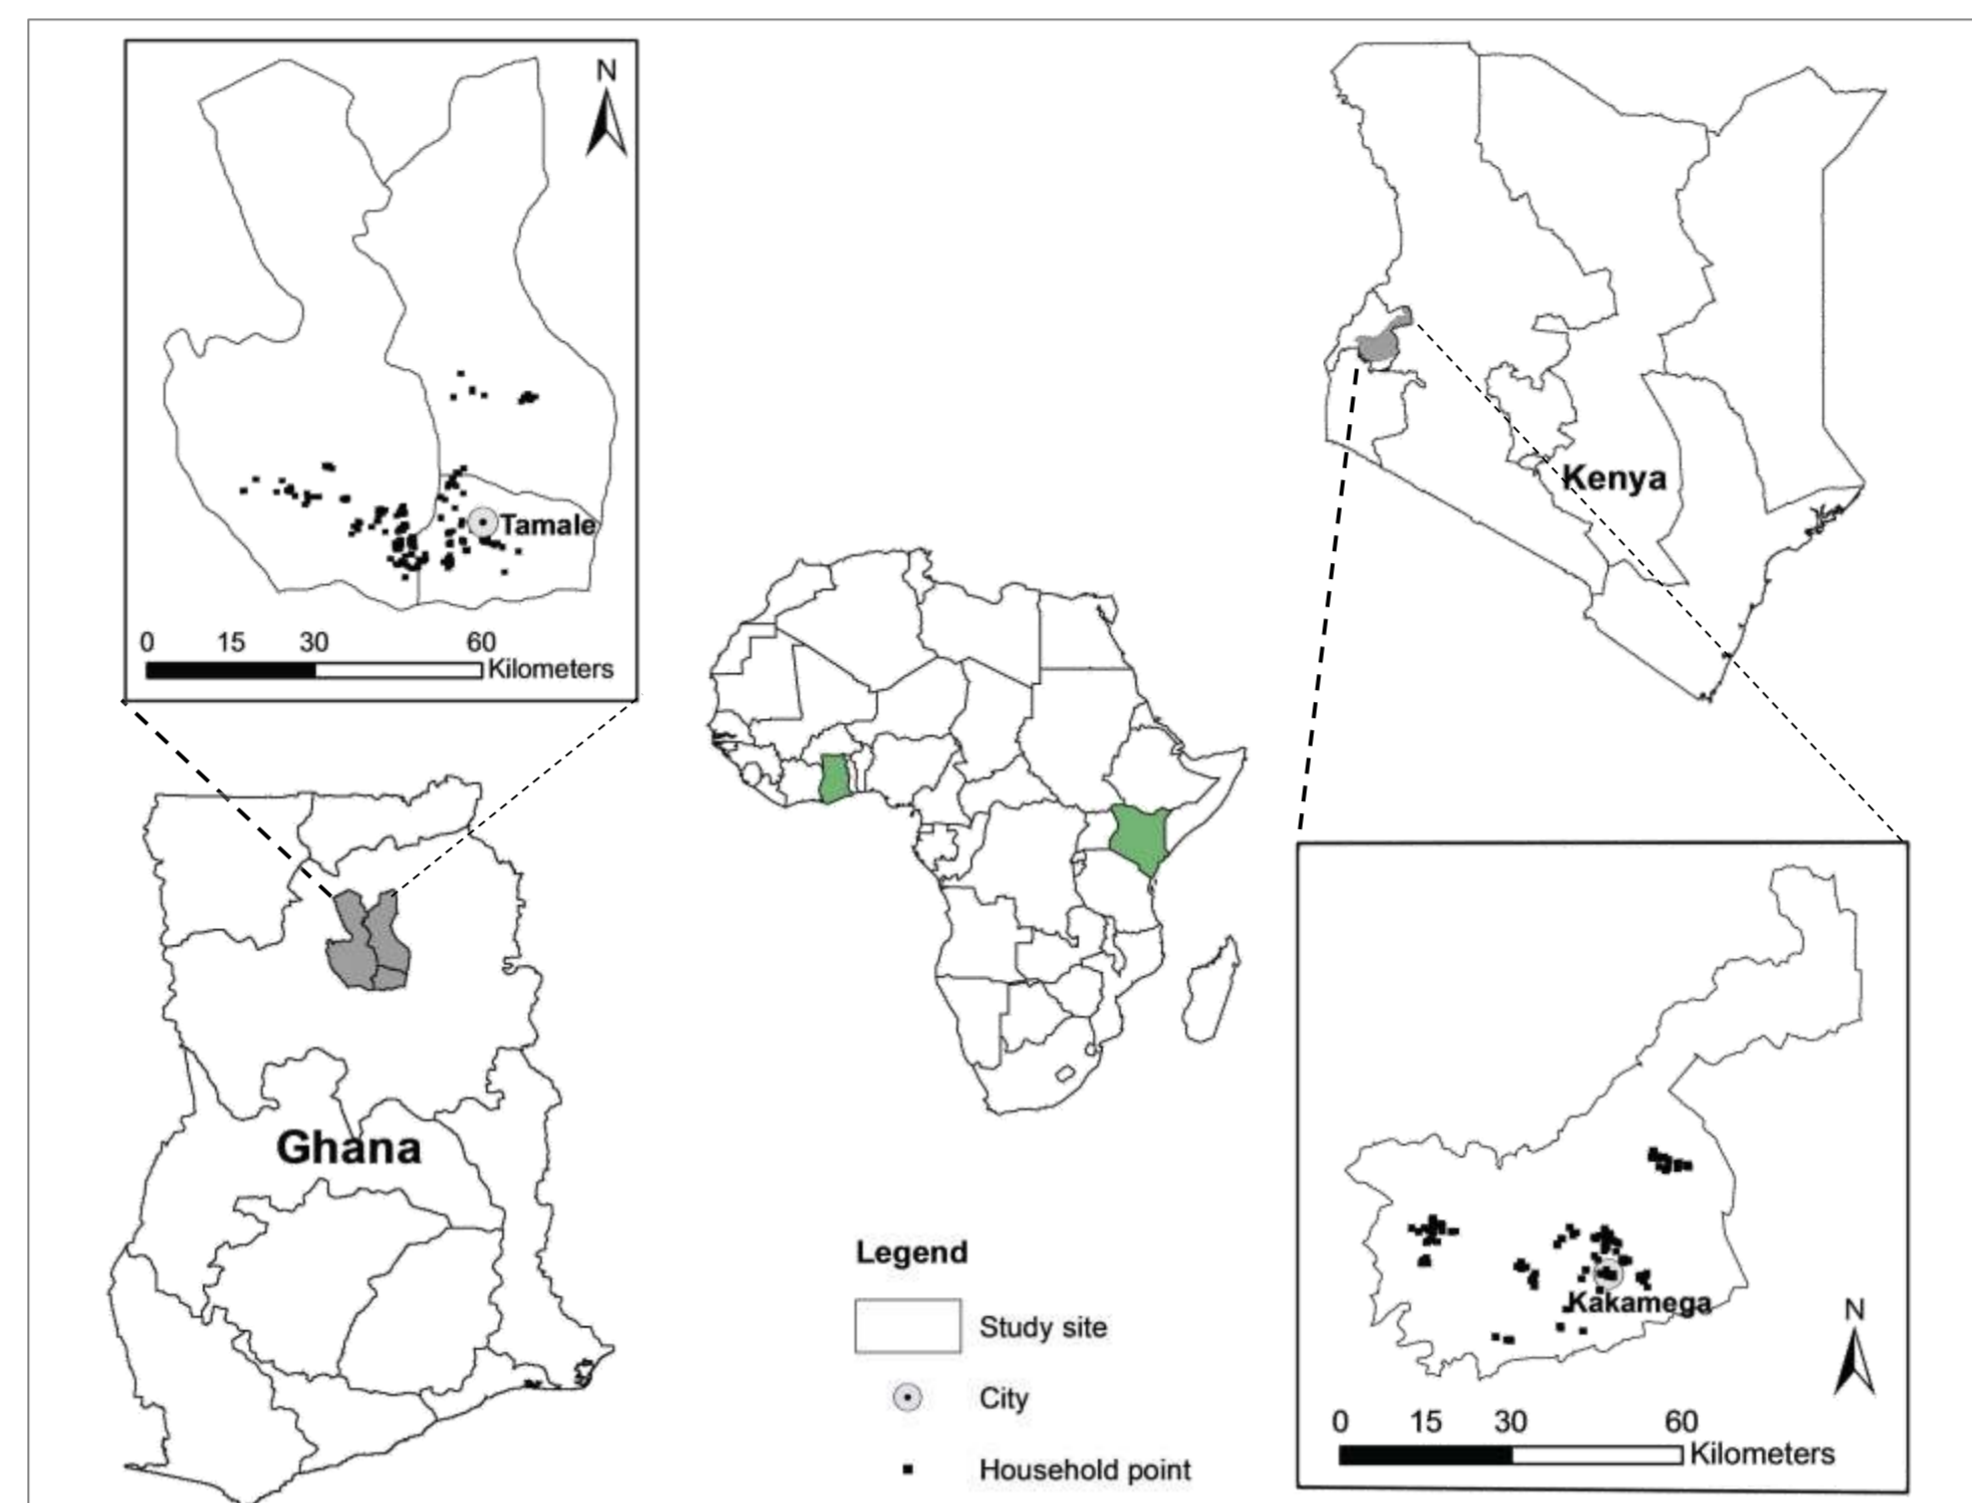 N
Tamale
0 15 30 60
Kilometers
Kenya
Ghana
Legend
Study site
City
Household point
Kakamega
N
0 15 30 60
Kilometers